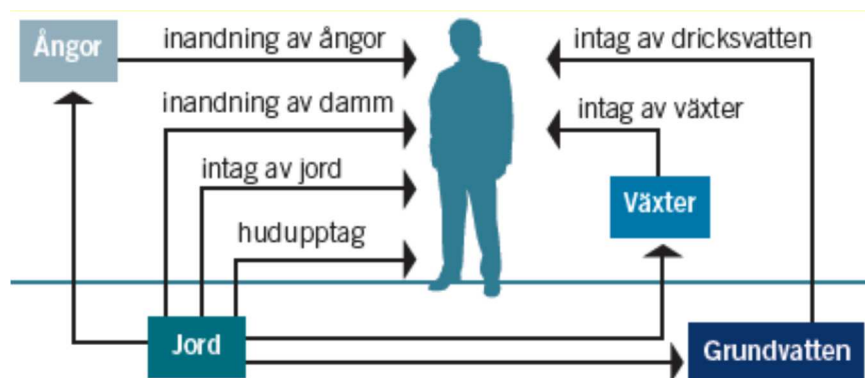 Ångor
inandning av ångor
intag av dricksvatten
inandning av damm
intag av växter
intag av jord
Växter
hudupptag
Jord
Grundvatten